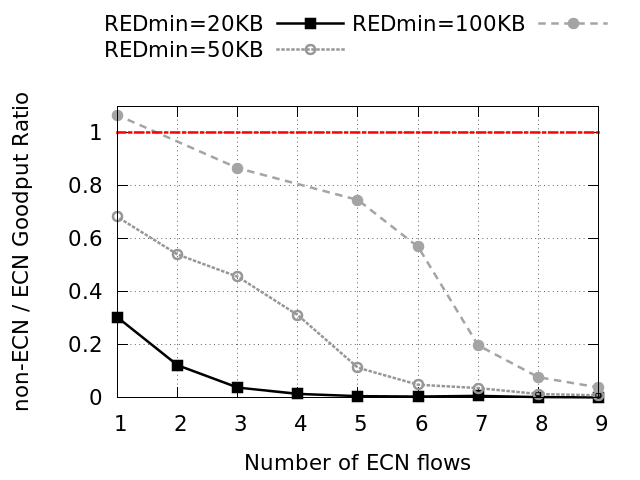 REDmin=20KB REDmin=100KB
REDmin=50KB
non-ECN / ECN Goodput Ratio
1
0.8
0.6
0.4
0.2
0
1 2 3 4 5 6 7 8 9
Number of ECN flows